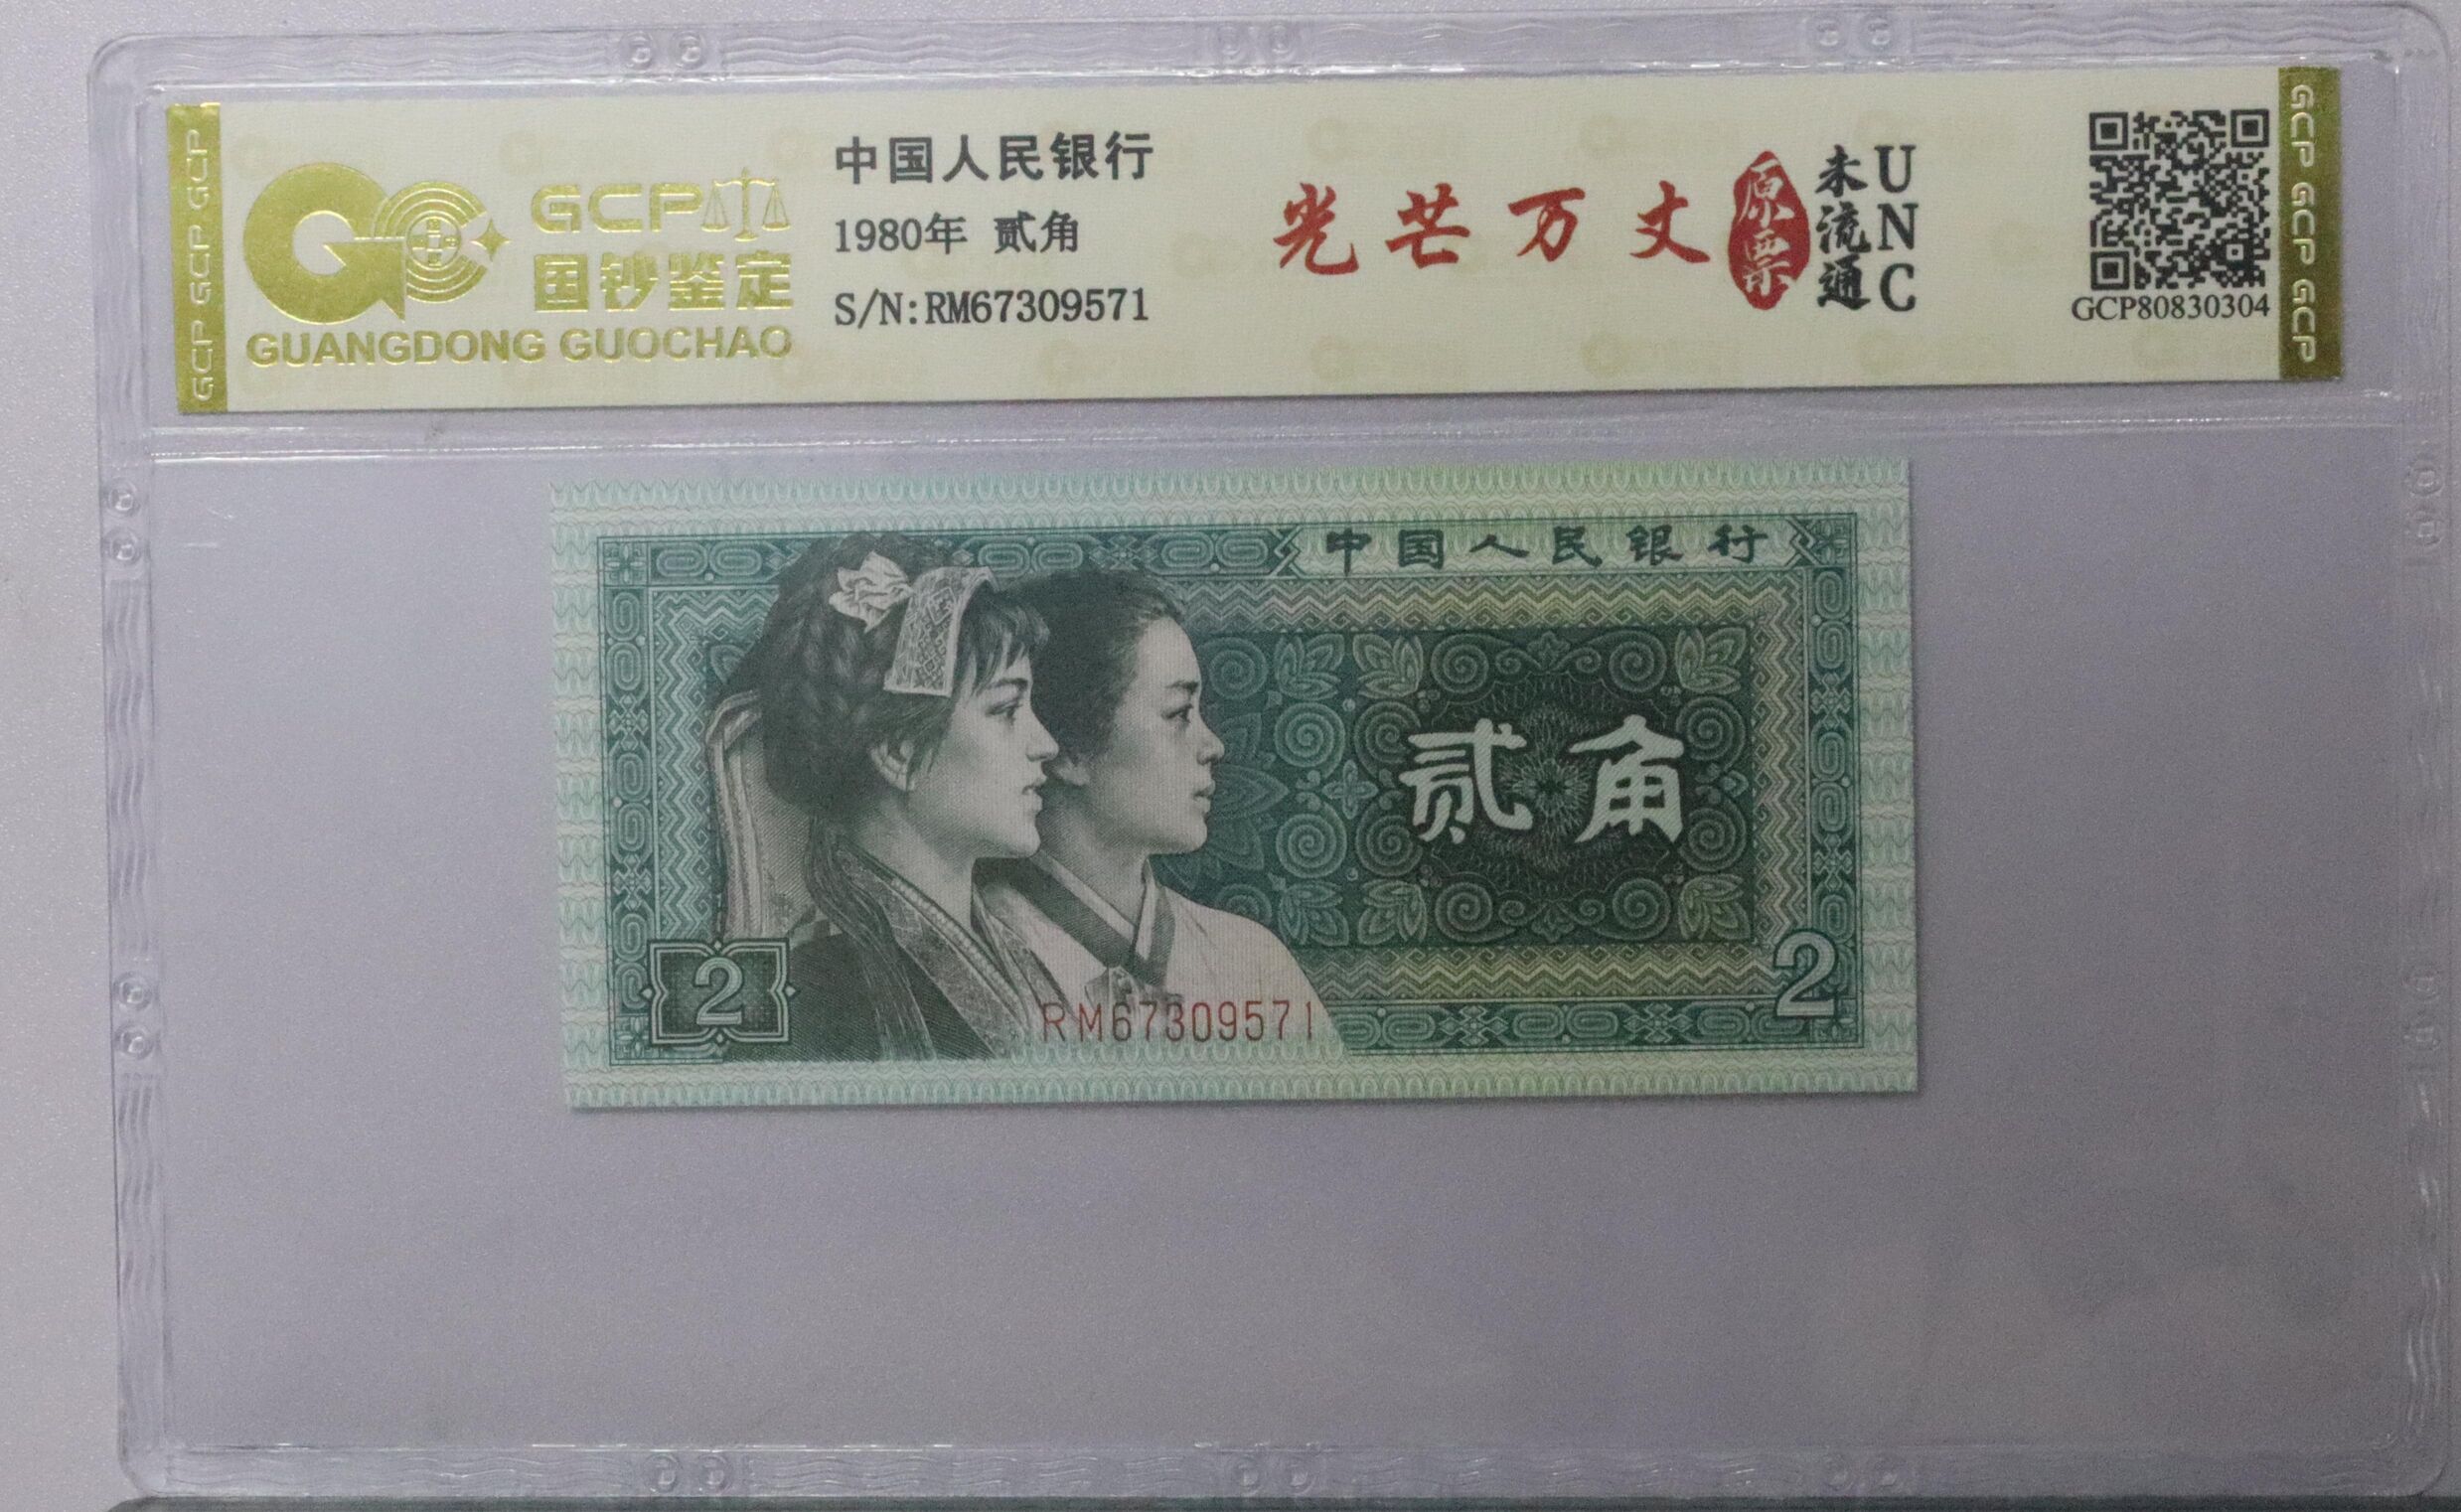 GCP GCP GCP
GCP
国钞鉴定
GUANGDONG GUOCHAO
中国人民银行
1980年 贰角
S/N:RM67309571
光芒万丈
原票
未流通
UNC
GCP80830304
GCP GCP GCP
中国人民银行
贰角
2
2
RM67309571